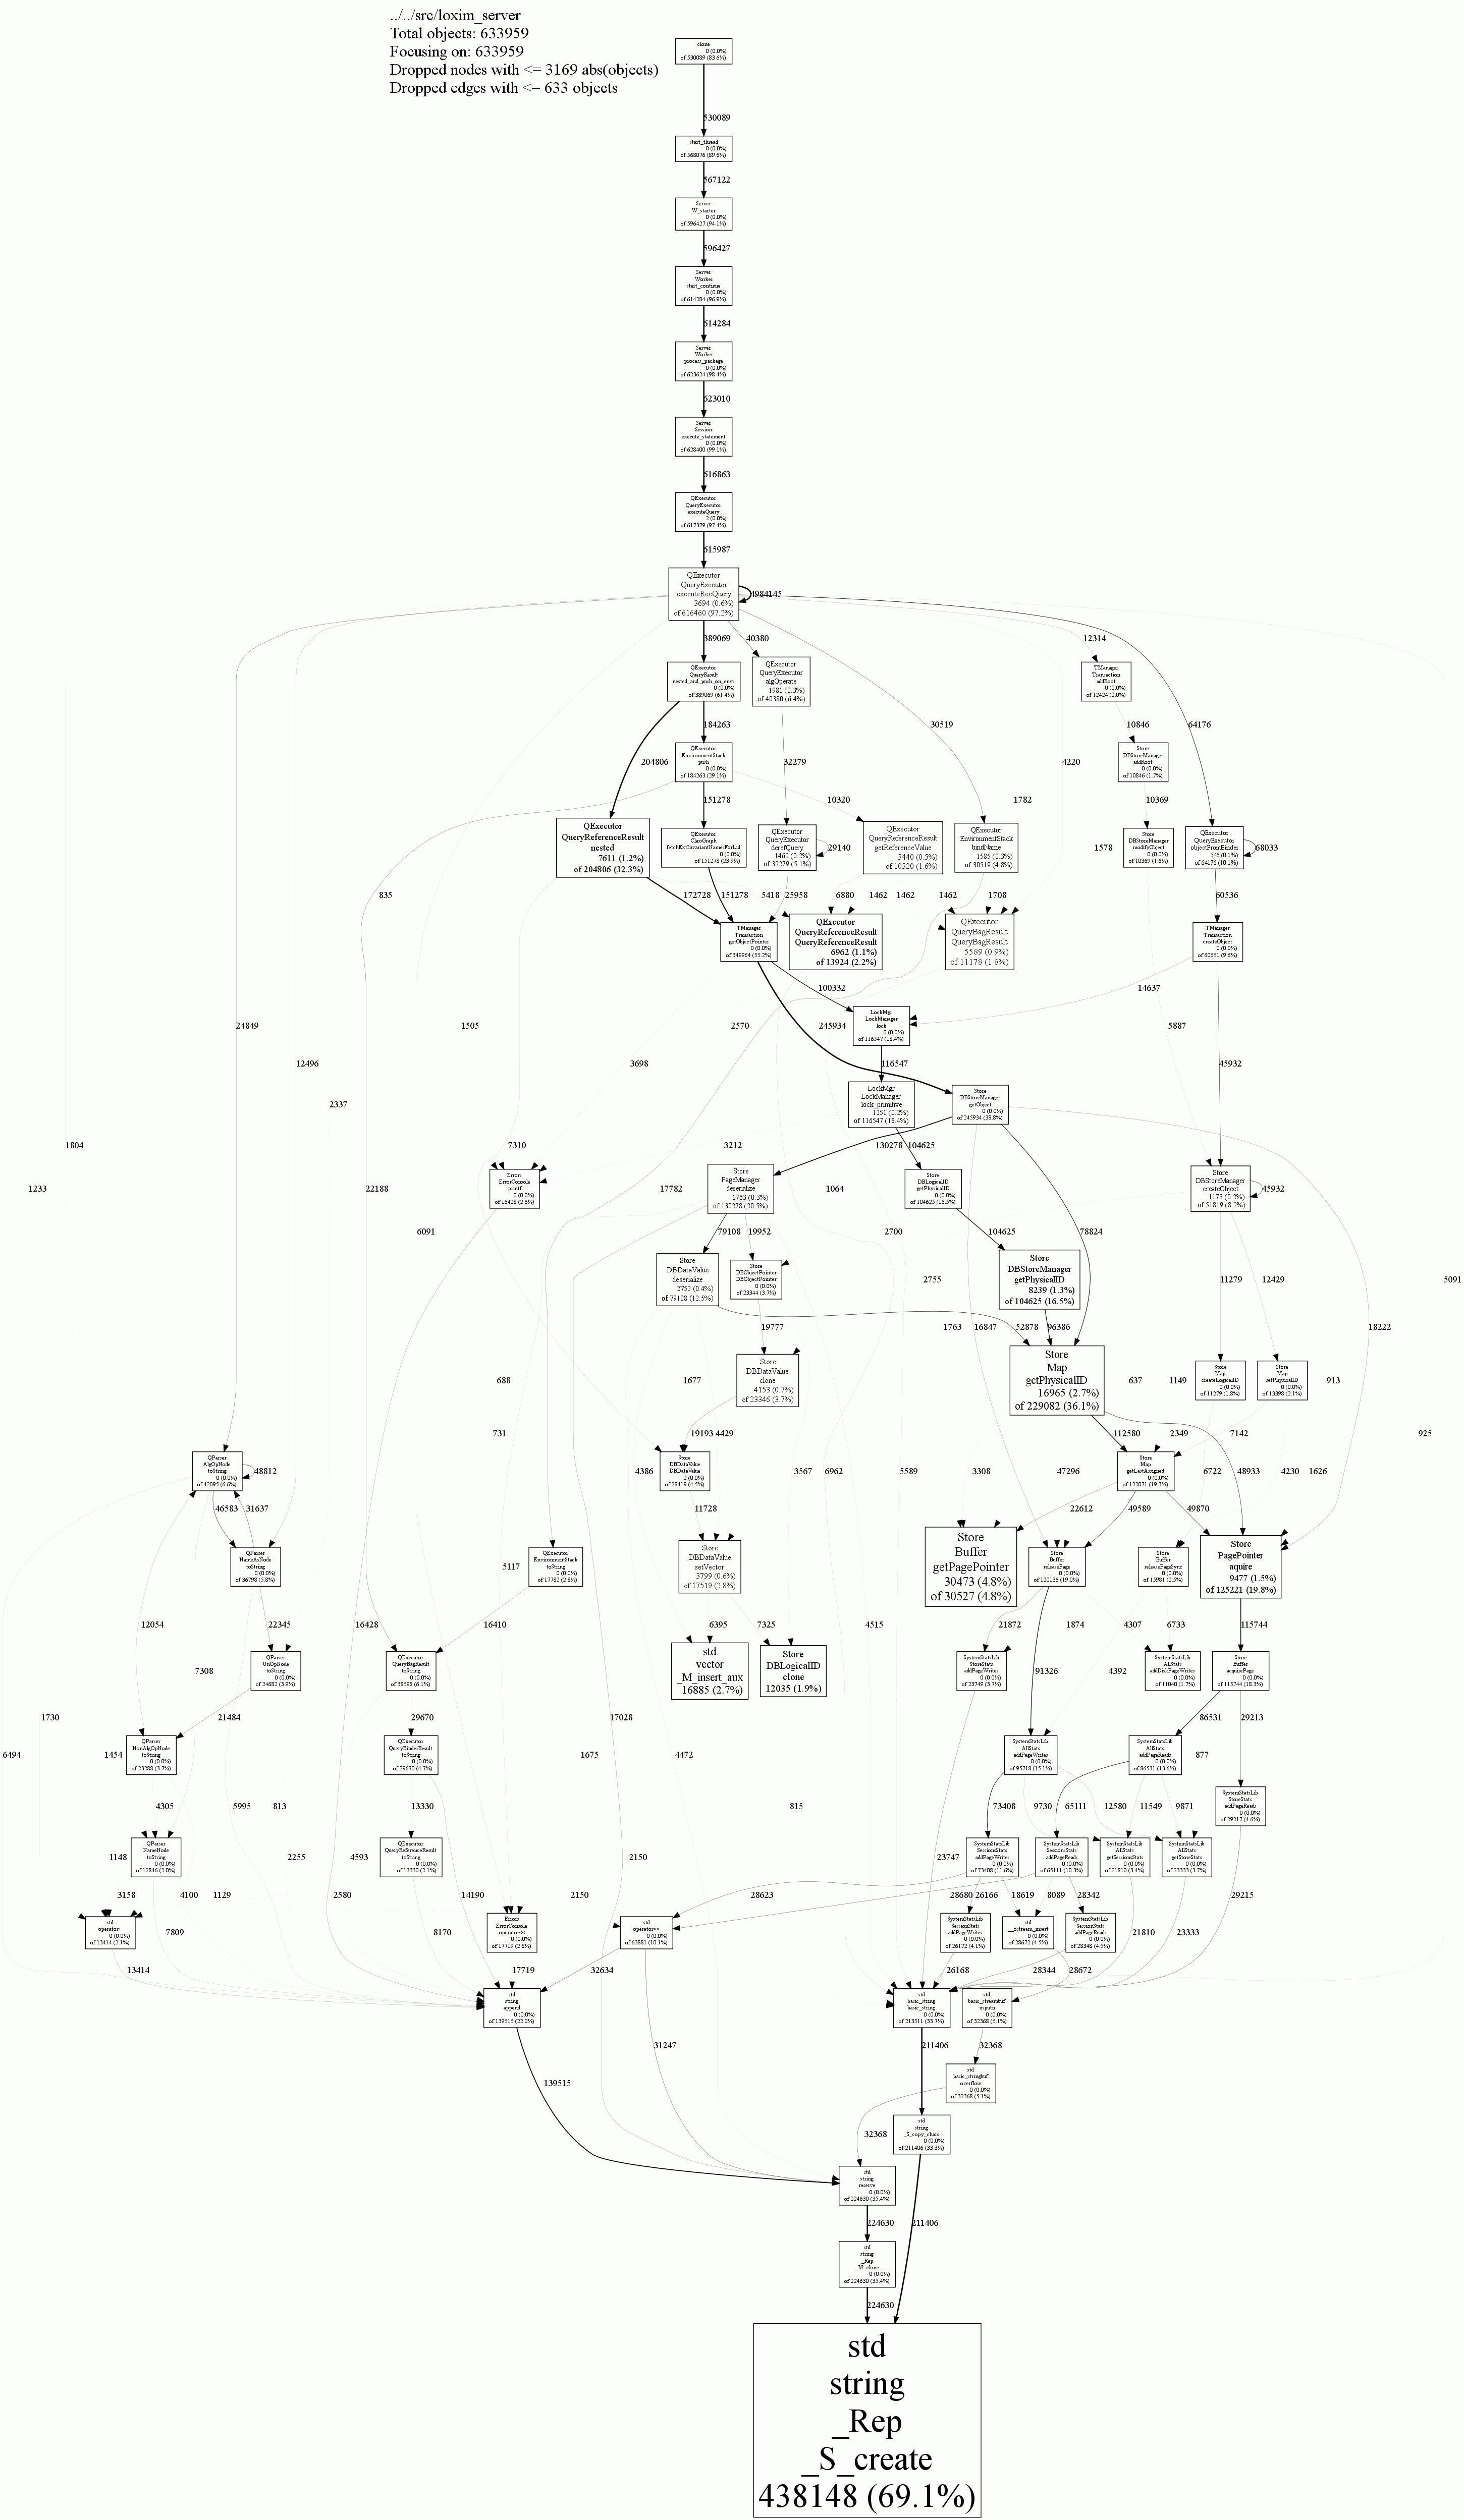 ../../src/loxim_server
Total objects: 633959
Focusing on: 633959
Dropped nodes with <= 3169 abs(objects)
Dropped edges with <= 633 objects
clone
0 (0.0%)
of 530089 (83.6%)
530089
start_thread
0 (0.0%)
of 568076 (89.6%)
567122
Server
W_starter
0 (0.0%)
of 596427 (94.1%)
596427
Server
Worker
start_continue
0 (0.0%)
of 614284 (96.9%)
614284
Server
Worker
process_package
0 (0.0%)
of 623624 (98.4%)
623010
Server
Session
execute_statement
0 (0.0%)
of 628400 (99.1%)
616863
QExecutor
QueryExecutor
executeQuery
2 (0.0%)
of 617379 (97.4%)
615987
QExecutor
QueryExecutor
executeRecQuery
3694 (0.6%)
of 616460 (97.2%)
4984145
389069
40380
12314
QExecutor
QueryResult
nested_and_push_on_envs
0 (0.0%)
of 389069 (61.4%)
QExecutor
QueryExecutor
algOperate
1981 (0.3%)
of 40380 (6.4%)
TManager
Transaction
addRoot
0 (0.0%)
of 12424 (2.0%)
184263
30519
10846
64176
204806
32279
4220
QExecutor
EnvironmentStack
push
0 (0.0%)
of 184263 (29.1%)
Store
DBStoreManager
addRoot
0 (0.0%)
of 10846 (1.7%)
151278
10320
1782
10369
QExecutor
QueryReferenceResult
nested
7611 (1.2%)
of 204806 (32.3%)
QExecutor
ClassGraph
fetchExtInvariantNamesForLid
0 (0.0%)
of 151278 (23.9%)
QExecutor
QueryExecutor
derefQuery
1462 (0.2%)
of 32279 (5.1%)
29140
QExecutor
QueryReferenceResult
getReferenceValue
3440 (0.5%)
of 10320 (1.6%)
QExecutor
EnvironmentStack
bindName
1585 (0.3%)
of 30519 (4.8%)
1578
Store
DBStoreManager
modifyObject
0 (0.0%)
of 10369 (1.6%)
QExecutor
QueryExecutor
objectFromBinder
546 (0.1%)
of 64176 (10.1%)
68033
835
172728
151278
5418
25958
6880
1462
1462
1462
1708
60536
TManager
Transaction
getObjectPointer
0 (0.0%)
of 349964 (55.2%)
QExecutor
QueryReferenceResult
QueryReferenceResult
6962 (1.1%)
of 13924 (2.2%)
QExecutor
QueryBagResult
QueryBagResult
5589 (0.9%)
of 11178 (1.8%)
TManager
Transaction
createObject
0 (0.0%)
of 60651 (9.6%)
100332
14637
24849
1505
2570
245934
5887
LockMgr
LockManager
lock
0 (0.0%)
of 116547 (18.4%)
12496
3698
116547
45932
2337
LockMgr
LockManager
lock_primitive
1251 (0.2%)
of 116547 (18.4%)
Store
DBStoreManager
getObject
0 (0.0%)
of 245934 (38.8%)
1804
7310
3212
130278
104625
Errors
ErrorConsole
printf
0 (0.0%)
of 16428 (2.6%)
Store
PageManager
deserialize
1763 (0.3%)
of 130278 (20.5%)
Store
DBLogicalID
getPhysicalID
0 (0.0%)
of 104625 (16.5%)
Store
DBStoreManager
createObject
1173 (0.2%)
of 51819 (8.2%)
45932
1233
22188
17782
1064
6091
79108
19952
2700
104625
78824
Store
DBDataValue
deserialize
2752 (0.4%)
of 79108 (12.5%)
Store
DBObjectPointer
DBObjectPointer
0 (0.0%)
of 23344 (3.7%)
Store
DBStoreManager
getPhysicalID
8239 (1.3%)
of 104625 (16.5%)
2755
11279
12429
5091
19777
1763
16847
52878
96386
18222
Store
DBDataValue
clone
4153 (0.7%)
of 23346 (3.7%)
Store
Map
getPhysicalID
16965 (2.7%)
of 229082 (36.1%)
Store
Map
createLogicalID
0 (0.0%)
of 11279 (1.8%)
Store
Map
setPhysicalID
0 (0.0%)
of 13398 (2.1%)
688
1677
637
1149
913
731
19193
4429
112580
2349
7142
925
QParser
AlgOpNode
toString
0 (0.0%)
of 42095 (6.6%)
48812
Store
DBDataValue
DBDataValue
2 (0.0%)
of 28419 (4.5%)
4386
3567
6962
5589
3308
47296
Store
Map
getLastAssigned
0 (0.0%)
of 122071 (19.3%)
6722
48933
4230
1626
46583
31637
11728
22612
49589
49870
QParser
NameAsNode
toString
0 (0.0%)
of 36798 (5.8%)
5117
QExecutor
EnvironmentStack
toString
0 (0.0%)
of 17782 (2.8%)
Store
DBDataValue
setVector
3799 (0.6%)
of 17519 (2.8%)
Store
Buffer
getPagePointer
30473 (4.8%)
of 30527 (4.8%)
Store
Buffer
releasePage
0 (0.0%)
of 120136 (19.0%)
Store
Buffer
releasePageSync
0 (0.0%)
of 15981 (2.5%)
Store
PagePointer
aquire
9477 (1.5%)
of 125221 (19.8%)
12054
22345
16428
16410
6395
7325
4515
21872
1874
4307
6733
115744
7308
QParser
UnOpNode
toString
0 (0.0%)
of 24682 (3.9%)
QExecutor
QueryBagResult
toString
0 (0.0%)
of 38598 (6.1%)
std
vector
_M_insert_aux
16885 (2.7%)
Store
DBLogicalID
clone
12035 (1.9%)
SystemStatsLib
StoreStats
addPageWrites
0 (0.0%)
of 23749 (3.7%)
91326
4392
SystemStatsLib
AllStats
addDiskPageWrites
0 (0.0%)
of 11040 (1.7%)
Store
Buffer
acquirePage
0 (0.0%)
of 115744 (18.3%)
1730
21484
29670
17028
86531
29213
6494
1454
QParser
NonAlgOpNode
toString
0 (0.0%)
of 23288 (3.7%)
QExecutor
QueryBinderResult
toString
0 (0.0%)
of 29670 (4.7%)
1675
4472
SystemStatsLib
AllStats
addPageWrites
0 (0.0%)
of 95718 (15.1%)
SystemStatsLib
AllStats
addPageReads
0 (0.0%)
of 86531 (13.6%)
877
4305
5995
813
13330
815
73408
9730
65111
12580
11549
9871
SystemStatsLib
StoreStats
addPageReads
0 (0.0%)
of 29217 (4.6%)
1148
QParser
NameNode
toString
0 (0.0%)
of 12846 (2.0%)
2255
4593
QExecutor
QueryReferenceResult
toString
0 (0.0%)
of 13330 (2.1%)
2150
23747
SystemStatsLib
SessionStats
addPageWrites
0 (0.0%)
of 73408 (11.6%)
SystemStatsLib
SessionStats
addPageReads
0 (0.0%)
of 65111 (10.3%)
SystemStatsLib
AllStats
getSessionStats
0 (0.0%)
of 21810 (3.4%)
SystemStatsLib
AllStats
getStoreStats
0 (0.0%)
of 23333 (3.7%)
3158
4100
1129
2580
14190
2150
28623
28680
26166
18619
8089
28342
29215
std
operator+
0 (0.0%)
of 13414 (2.1%)
7809
8170
Errors
ErrorConsole
operator<<
0 (0.0%)
of 17719 (2.8%)
std
operator<<
0 (0.0%)
of 63881 (10.1%)
SystemStatsLib
SessionStats
addPageWrites
0 (0.0%)
of 26172 (4.1%)
std
__ostream_insert
0 (0.0%)
of 28672 (4.5%)
SystemStatsLib
SessionStats
addPageReads
0 (0.0%)
of 28348 (4.5%)
21810
23333
13414
17719
32634
26168
28344
28672
std
string
append
0 (0.0%)
of 139515 (22.0%)
std
basic_string
basic_string
0 (0.0%)
of 213511 (33.7%)
std
basic_streambuf
xsputn
0 (0.0%)
of 32368 (5.1%)
31247
211406
32368
139515
std
basic_stringbuf
overflow
0 (0.0%)
of 32368 (5.1%)
32368
std
string
_S_copy_chars
0 (0.0%)
of 211406 (33.3%)
std
string
reserve
0 (0.0%)
of 224630 (35.4%)
224630
211406
std
string
_Rep
_M_clone
0 (0.0%)
of 224630 (35.4%)
224630
std
string
_Rep
_S_create
438148 (69.1%)